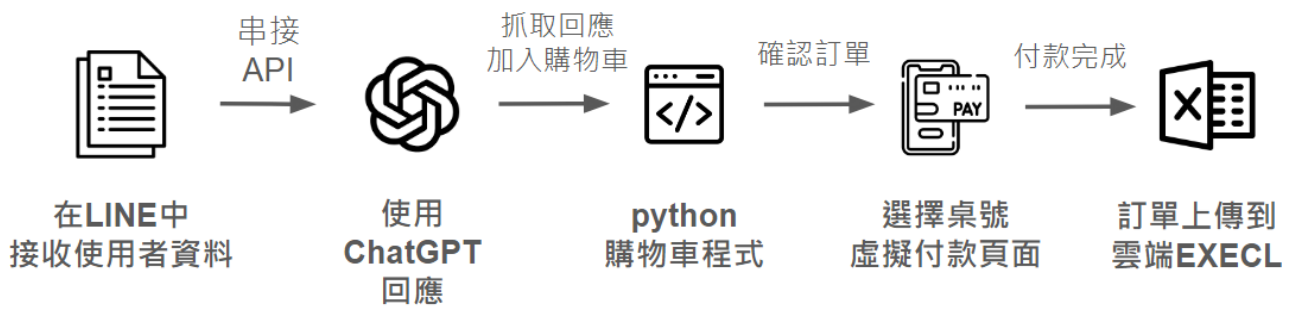 串接
API
抓取回應
加入購物車
確認訂單
付款完成
PAY
X
在LINE中
接收使用者資料
使用
ChatGPT
回應
python
購物車程式
選擇桌號
虛擬付款頁面
訂單上傳到
雲端EXECL